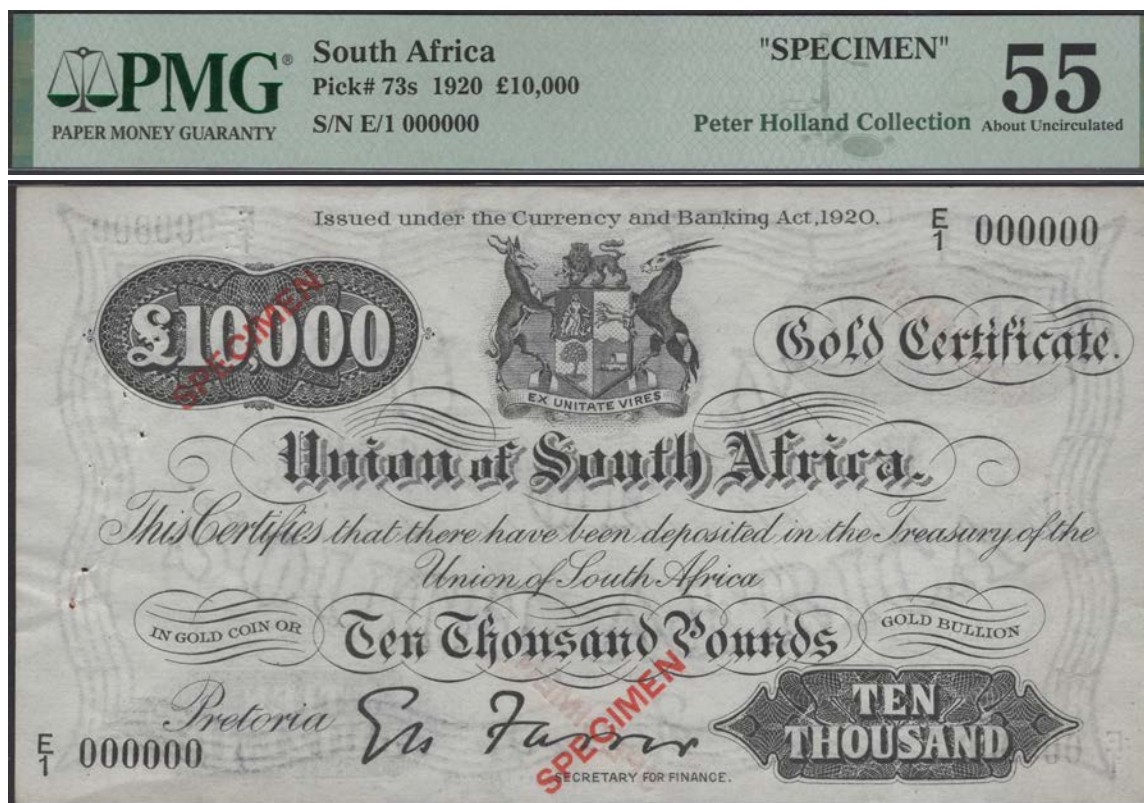 PMG®
PAPER MONEY GUARANTY
South Africa
Pick# 73s 1920 £10,000
S/N E/1 000000
"SPECIMEN"
Peter Holland Collection
55
About Uncirculated
Issued under the Currency and Banking Act, 1920.
E/1 000000
£10,000
SPECIMEN
EX UNITATE VIRES
Gold Certificate.
Union of South Africa.
This Certifies that there have been deposited in the Treasury of the
Union of South Africa
IN GOLD COIN OR Ten Thousand Pounds GOLD BULLION
Pretoria
SPECIMEN
SECRETARY FOR FINANCE.
TEN
THOUSAND
E/1 000000